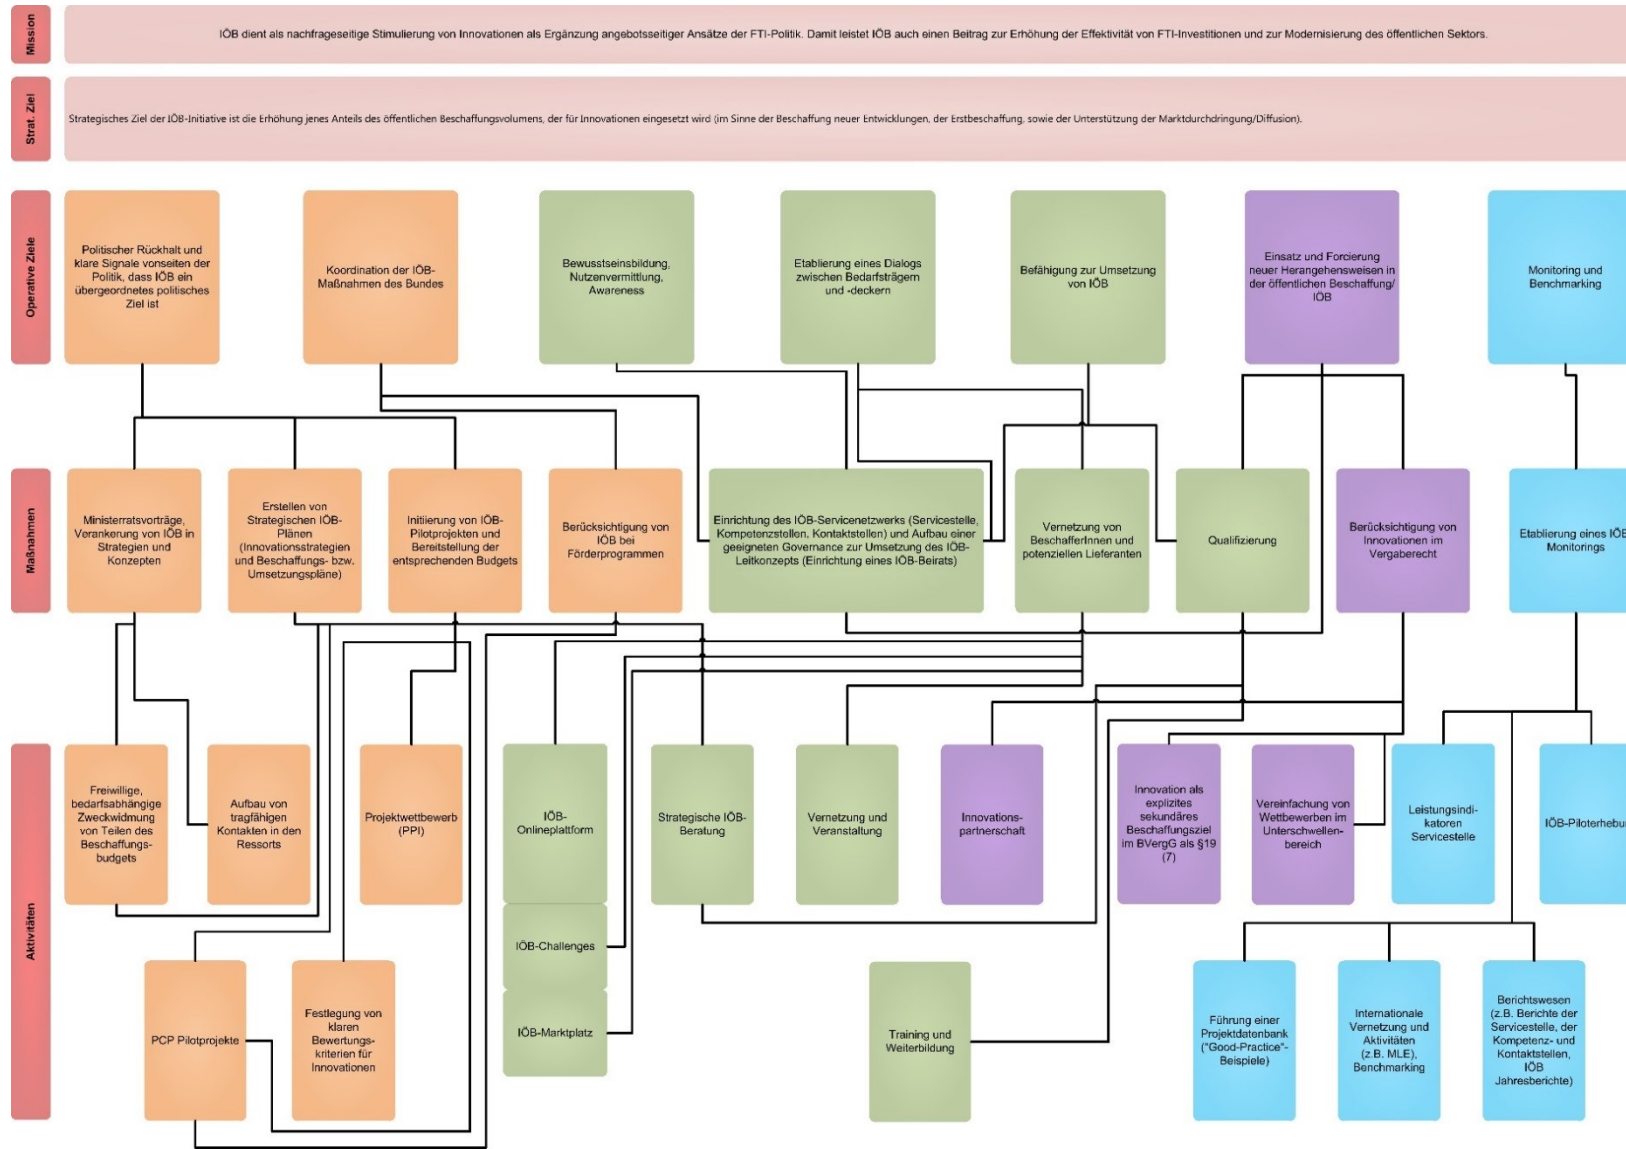 Mission
IÖB dient als nachfrageseitige Stimulierung von Innovationen als Ergänzung angebotsseitiger Ansätze der FTI-Politik. Damit leistet IÖB auch einen Beitrag zur Erhöhung der Effektivität von FTI-Investitionen und zur Modernisierung des öffentlichen Sektors.
Strat. Ziel
Strategisches Ziel der IÖB-Initiative ist die Erhöhung jenes Anteils des öffentlichen Beschaffungsvolumens, der für Innovationen eingesetzt wird (im Sinne der Beschaffung neuer Entwicklungen, der Erstbeschaffung, sowie der Unterstützung der Marktdurchdringung/Diffusion).
Operative Ziele
Politischer Rückhalt und
klare Signale vonseiten der
Politik, dass IÖB ein
übergeordnetes politisches
Ziel ist
Koordination der IÖB-
Maßnahmen des Bundes
Bewusstseinsbildung,
Nutzenvermittlung,
Awareness
Etablierung eines Dialogs
zwischen Bedarfsträgern
und -deckern
Befähigung zur Umsetzung
von IÖB
Einsatz und Forcierung
neuer Herangehensweisen in
der öffentlichen Beschaffung/
IÖB
Monitoring und
Benchmarking
Maßnahmen
Ministerratsvorträge,
Verankerung von IÖB in
Strategien und
Konzepten
Erstellen von
Strategischen IÖB-
Plänen
(Innovationsstrategien
und Beschaffungs- bzw.
Umsetzungspläne)
Initiierung von IÖB-
Pilotprojekten und
Bereitstellung der
entsprechenden Budgets
Berücksichtigung von
IÖB bei
Förderprogrammen
Einrichtung des IÖB-Servicenetzwerks (Servicestelle,
Kompetenzstellen, Kontaktstellen) und Aufbau einer
geeigneten Governance zur Umsetzung des IÖB-
Leitkonzepts (Einrichtung eines IÖB-Beirats)
Vernetzung von
BeschafferInnen und
potenziellen Lieferanten
Qualifizierung
Berücksichtigung von
Innovationen im
Vergaberecht
Etablierung eines IÖB
Monitorings
Aktivitäten
Freiwillige,
bedarfsabhängige
Zweckwidmung
von Teilen des
Beschaffungs-
budgets
Aufbau von
tragfähigen
Kontakten in den
Ressorts
Projektwettbewerb
(PPI)
IÖB-
Onlineplattform
Strategische IÖB-
Beratung
Vernetzung und
Veranstaltung
Innovations-
partnerschaft
Innovation als
explizites
sekundäres
Beschaffungsziel
im BVergG als §19
(7)
Vereinfachung von
Wettbewerben im
Unterschwellen-
bereich
Leistungsindi-
katoren
Servicestelle
IÖB-Piloterhebun
IÖB-Challenges
IÖB-Marktplatz
PCP Pilotprojekte
Festlegung von
klaren
Bewertungs-
kriterien für
Innovationen
Training und
Weiterbildung
Führung einer
Projektdatenbank
("Good-Practice"-
Beispiele)
Internationale
Vernetzung und
Aktivitäten
(z.B. MLE),
Benchmarking
Berichtswesen
(z.B. Berichte der
Servicestelle, der
Kompetenz- und
Kontaktstellen,
IÖB
Jahresberichte)